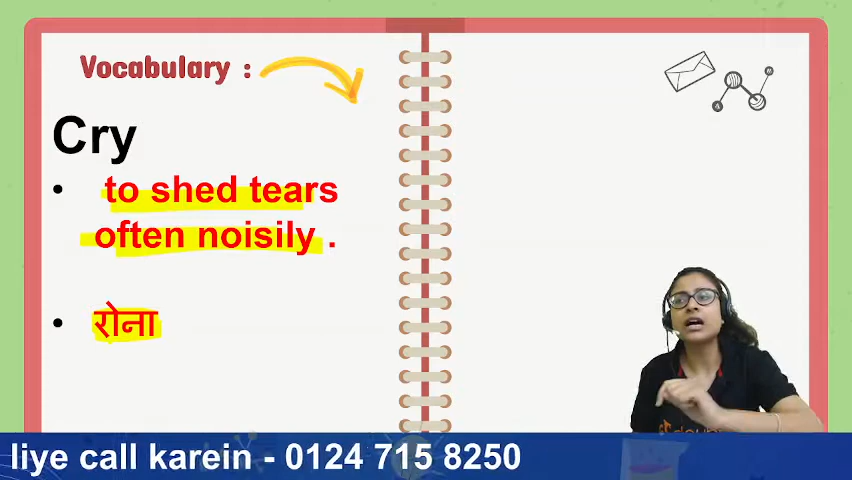 Vocabulary :
Cry
• to shed tears
often noisily .
• रोना
liye call karein - 0124 715 8250